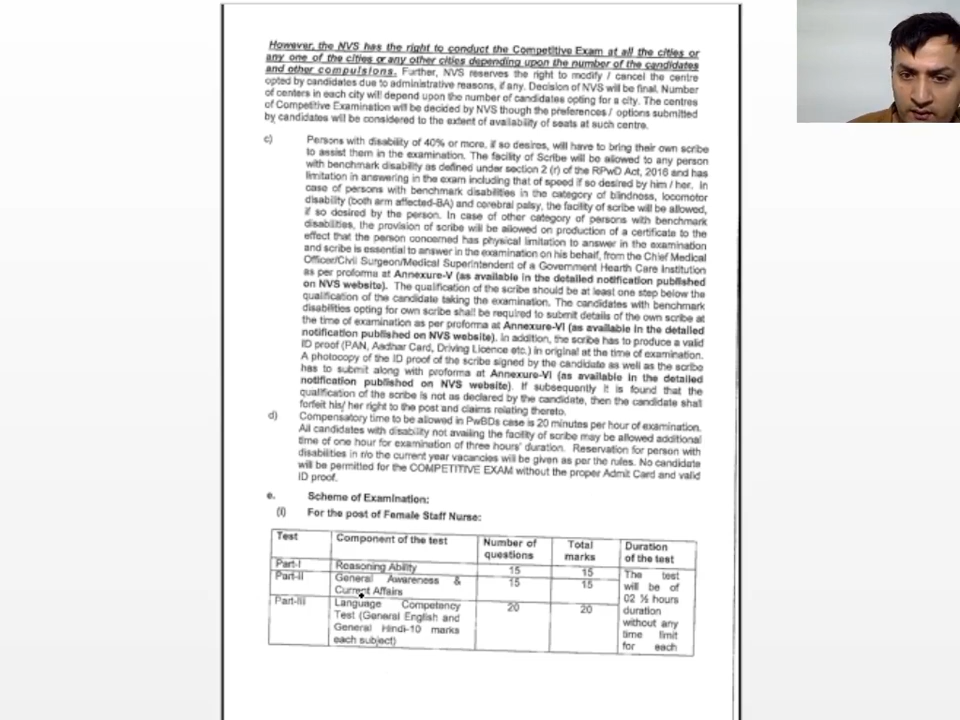 However, the NVS has the right to conduct the Competitive Exam at all the cities or
any one of the cities or any other cities depending upon the number of the candidates
and other compulsions. Further, NVS reserves the right to modify / cancel the centre
opted by candidates due to administrative reasons, if any. Decision of NVS will be final. Number
of centers in each city will depend upon the number of candidates opting for a city. The centres
of Competitive Examination will be decided by NVS though the preferences / options submitted
by candidates will be considered to the extent of availability of seats at such centre.
c) Persons with disability of 40% or more, if so desires, will have to bring their own scribe
to assist them in the examination. The facility of Scribe will be allowed to any person
with benchmark disability as defined under section 2 (r) of the RPwD Act, 2016 and has
limitation in answering in the exam including that of speed if so desired by him / her. In
case of persons with benchmark disabilities in the category of blindness, locomotor
disability (both arm affected-BA) and cerebral palsy, the facility of scribe will be allowed,
if so desired by the person. In case of other category of persons with benchmark
disabilities, the provision of scribe will be allowed on production of a certificate to the
effect that the person concerned has physical limitation to answer in the examination
and scribe is essential to answer in the examination on his behalf, from the Chief Medical
Officer/Civil Surgeon/Medical Superintendent of a Government Health Care Institution
as per proforma at Annexure-V (as available in the detailed notification published
on NVS website). The qualification of the scribe should be at least one step below the
qualification of the candidate taking the examination. The candidates with benchmark
disabilities opting for own scribe shall be required to submit details of the own scribe at
the time of examination as per proforma at Annexure-VI (as available in the detailed
notification published on NVS website). In addition, the scribe has to produce a valid
ID proof (PAN, Aadhar Card, Driving Licence etc.) in original at the time of examination.
A photocopy of the ID proof of the scribe signed by the candidate as well as the scribe
has to submit along with proforma at Annexure-VI (as available in the detailed
notification published on NVS website). If subsequently it is found that the
qualification of the scribe is not as declared by the candidate, then the candidate shall
forfeit his/ her right to the post and claims relating thereto.
d) Compensatory time to be allowed in PwBDs case is 20 minutes per hour of examination.
All candidates with disability not availing the facility of scribe may be allowed additional
time of one hour for examination of three hours' duration. Reservation for person with
disabilities in r/o the current year vacancies will be given as per the rules. No candidate
will be permitted for the COMPETITIVE EXAM without the proper Admit Card and valid
ID proof.
e. Scheme of Examination:
(i) For the post of Female Staff Nurse:
Test Component of the test Number of questions Total marks Duration of the test
Part-I Reasoning Ability 15 15 The test
Part-II General Awareness & 15 15 will be of
Current Affairs 02 ½ hours
Part-III Language Competency 20 20 duration
Test (General English and without any
General Hindi-10 marks time limit
each subject) for each